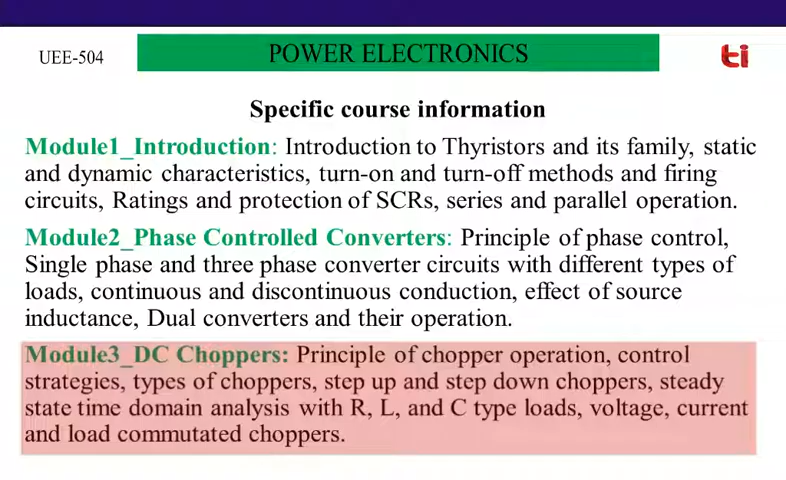 UEE-504
POWER ELECTRONICS
ti
Specific course information
Module1_Introduction: Introduction to Thyristors and its family, static
and dynamic characteristics, turn-on and turn-off methods and firing
circuits, Ratings and protection of SCRs, series and parallel operation.
Module2_Phase Controlled Converters: Principle of phase control,
Single phase and three phase converter circuits with different types of
loads, continuous and discontinuous conduction, effect of source
inductance, Dual converters and their operation.
Module3_DC Choppers: Principle of chopper operation, control
strategies, types of choppers, step up and step down choppers, steady
state time domain analysis with R, L, and C type loads, voltage, current
and load commutated choppers.